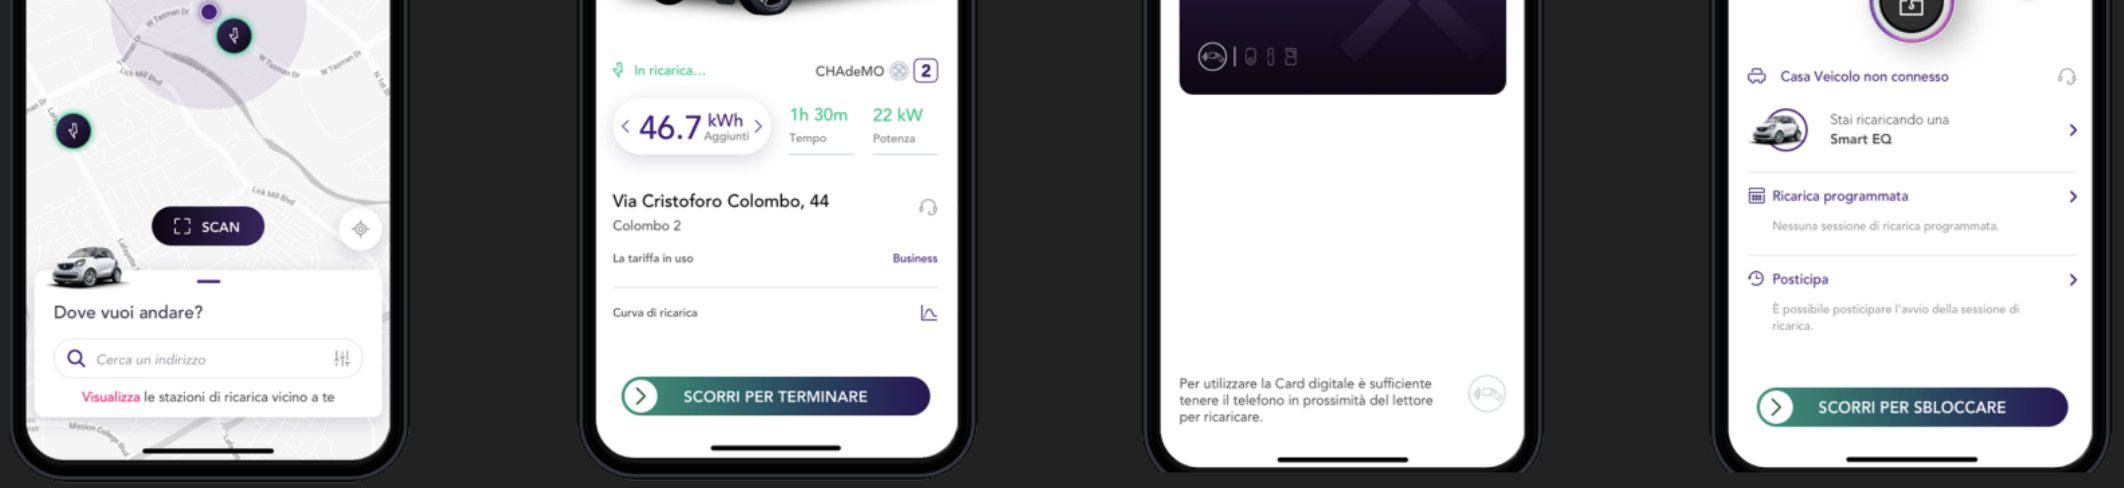 W Tasman Dr
Tasman Dr
Lick Mill Blvd
W Tasman Dr
W Tasman Dr
N 1st St
Lick Mill Blvd
SCAN
Dove vuoi andare?
Cerca un indirizzo
Visualizza le stazioni di ricarica vicino a te
Mission College Blvd
In ricarica...
CHAdeMO 2
46.7 kWh
Aggiunti
1h 30m
Tempo
22 kW
Potenza
Via Cristoforo Colombo, 44
Colombo 2
La tariffa in uso
Business
Curva di ricarica
SCORRI PER TERMINARE
Per utilizzare la Card digitale è sufficiente
tenere il telefono in prossimità del lettore
per ricaricare.
Casa Veicolo non connesso
Stai ricaricando una
Smart EQ
Ricarica programmata
Nessuna sessione di ricarica programmata.
Posticipa
È possibile posticipare l'avvio della sessione di
ricarica.
SCORRI PER SBLOCCARE